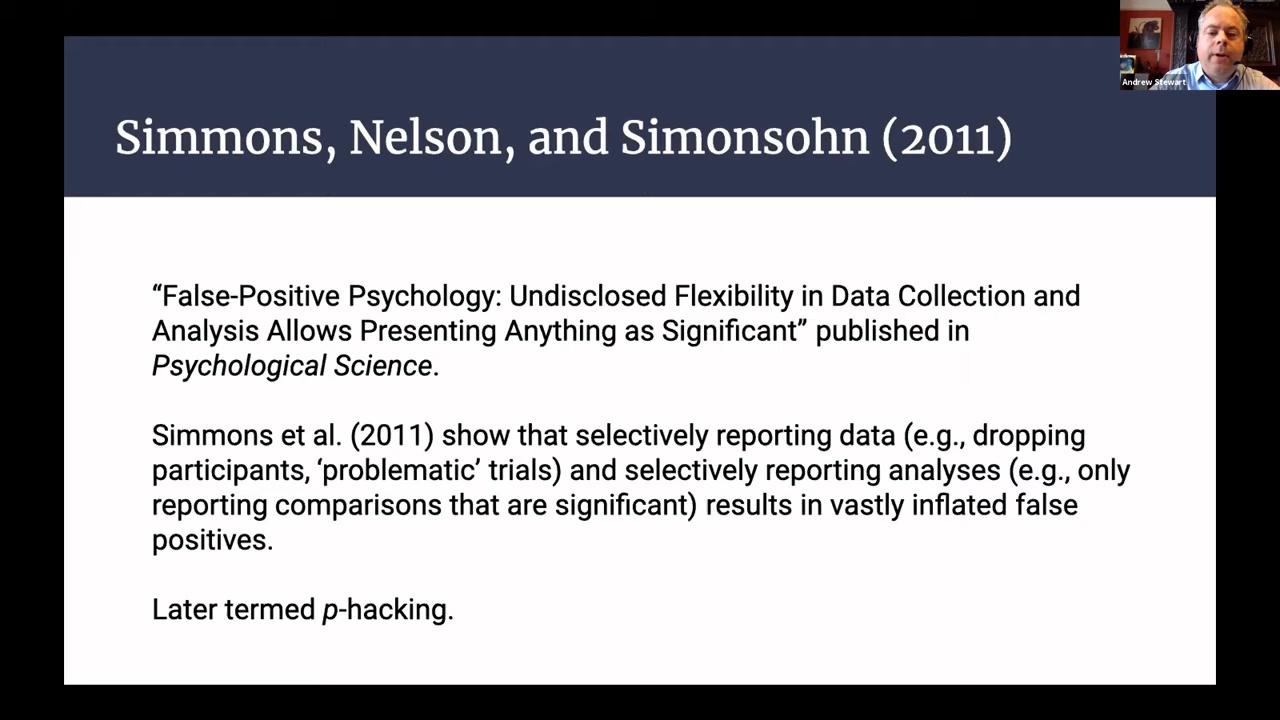 Andrew Stewart
Simmons, Nelson, and Simonsohn (2011)
“False-Positive Psychology: Undisclosed Flexibility in Data Collection and
Analysis Allows Presenting Anything as Significant” published in
Psychological Science.
Simmons et al. (2011) show that selectively reporting data (e.g., dropping
participants, ‘problematic’ trials) and selectively reporting analyses (e.g., only
reporting comparisons that are significant) results in vastly inflated false
positives.
Later termed p-hacking.